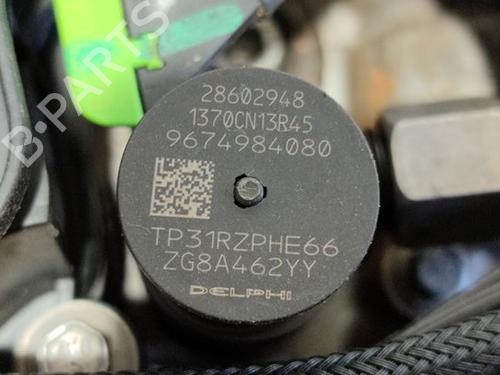 B-PARTS
28602948
1370CN13R45
9674984080
TP31RZPHE66
ZG8A462YY
DELPHI